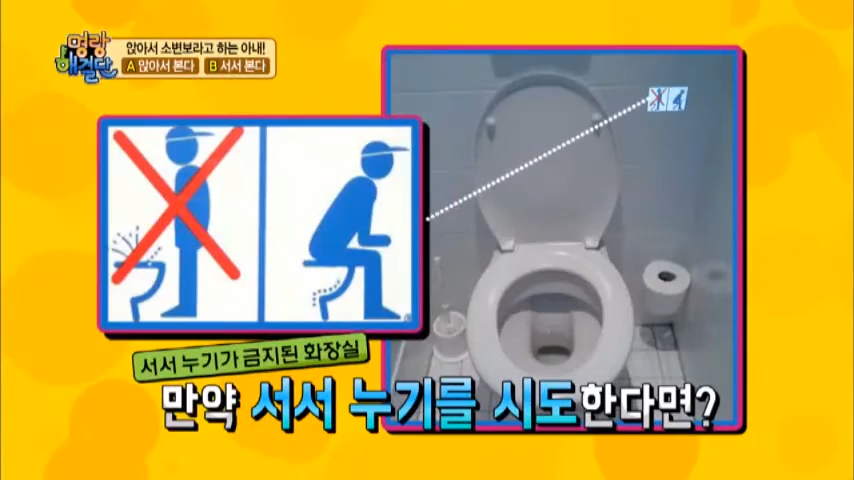 명랑
해결단
앉아서 소변보라고 하는 아내!
A 앉아서 본다 B 서서 본다
서서 누기가 금지된 화장실
만약 서서 누기를 시도한다면?